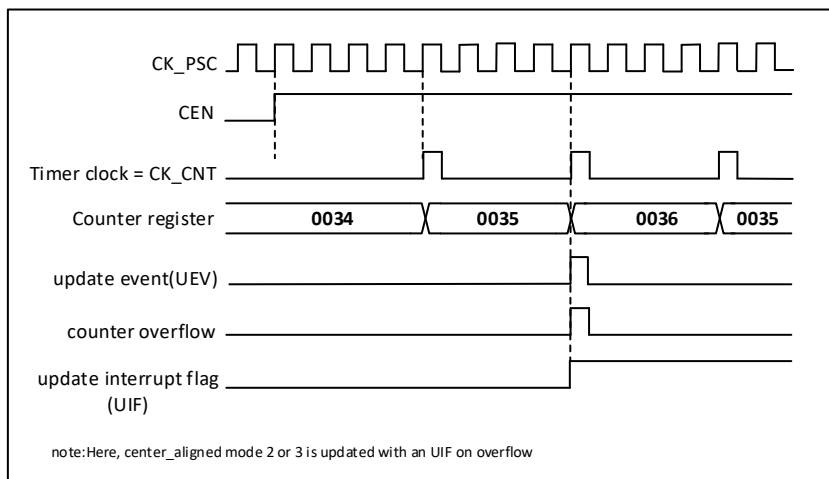 CK_PSC
CEN
Timer clock = CK_CNT
Counter register
0034
0035
0036
0035
update event(UEV)
counter overflow
update interrupt flag
(UIF)
note:Here, center_aligned mode 2 or 3 is updated with an UIF on overflow